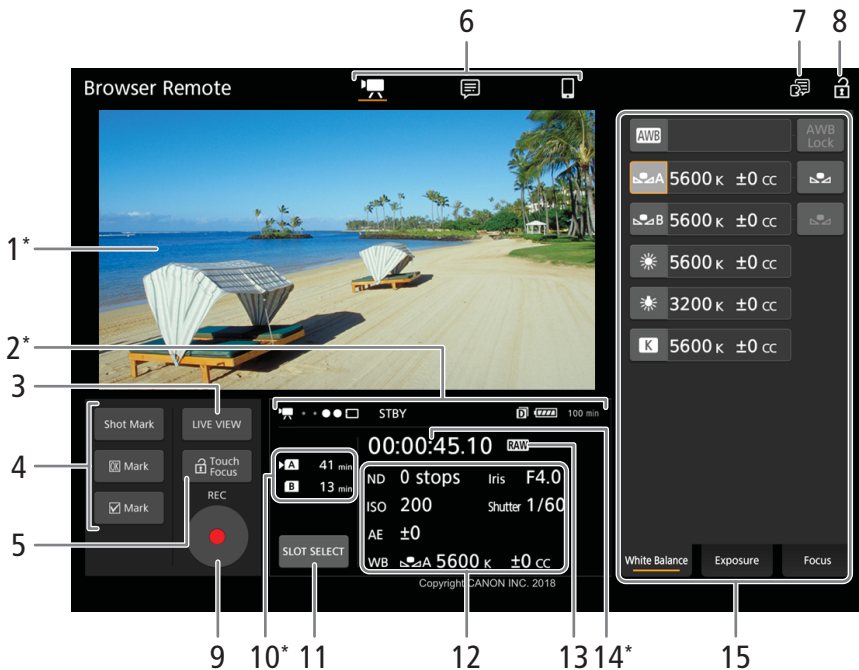 6 7 8
Browser Remote
AWB AWB Lock
A 5600 K ±0 CC
B 5600 K ±0 CC
5600 K ±0 CC
3200 K ±0 CC
K 5600 K ±0 CC
White Balance Exposure Focus
1*
2*
3
4
5
Shot Mark LIVE VIEW
OK Mark Touch Focus
Mark REC
STBY 100 min
00:00:45.10 RAW
A 41 min
B 13 min
SLOT SELECT
ND 0 stops Iris F4.0
ISO 200 Shutter 1/60
AE ±0
WB A 5600 K ±0 CC
Copyright CANON INC. 2018
9 10* 11 12 13 14* 15